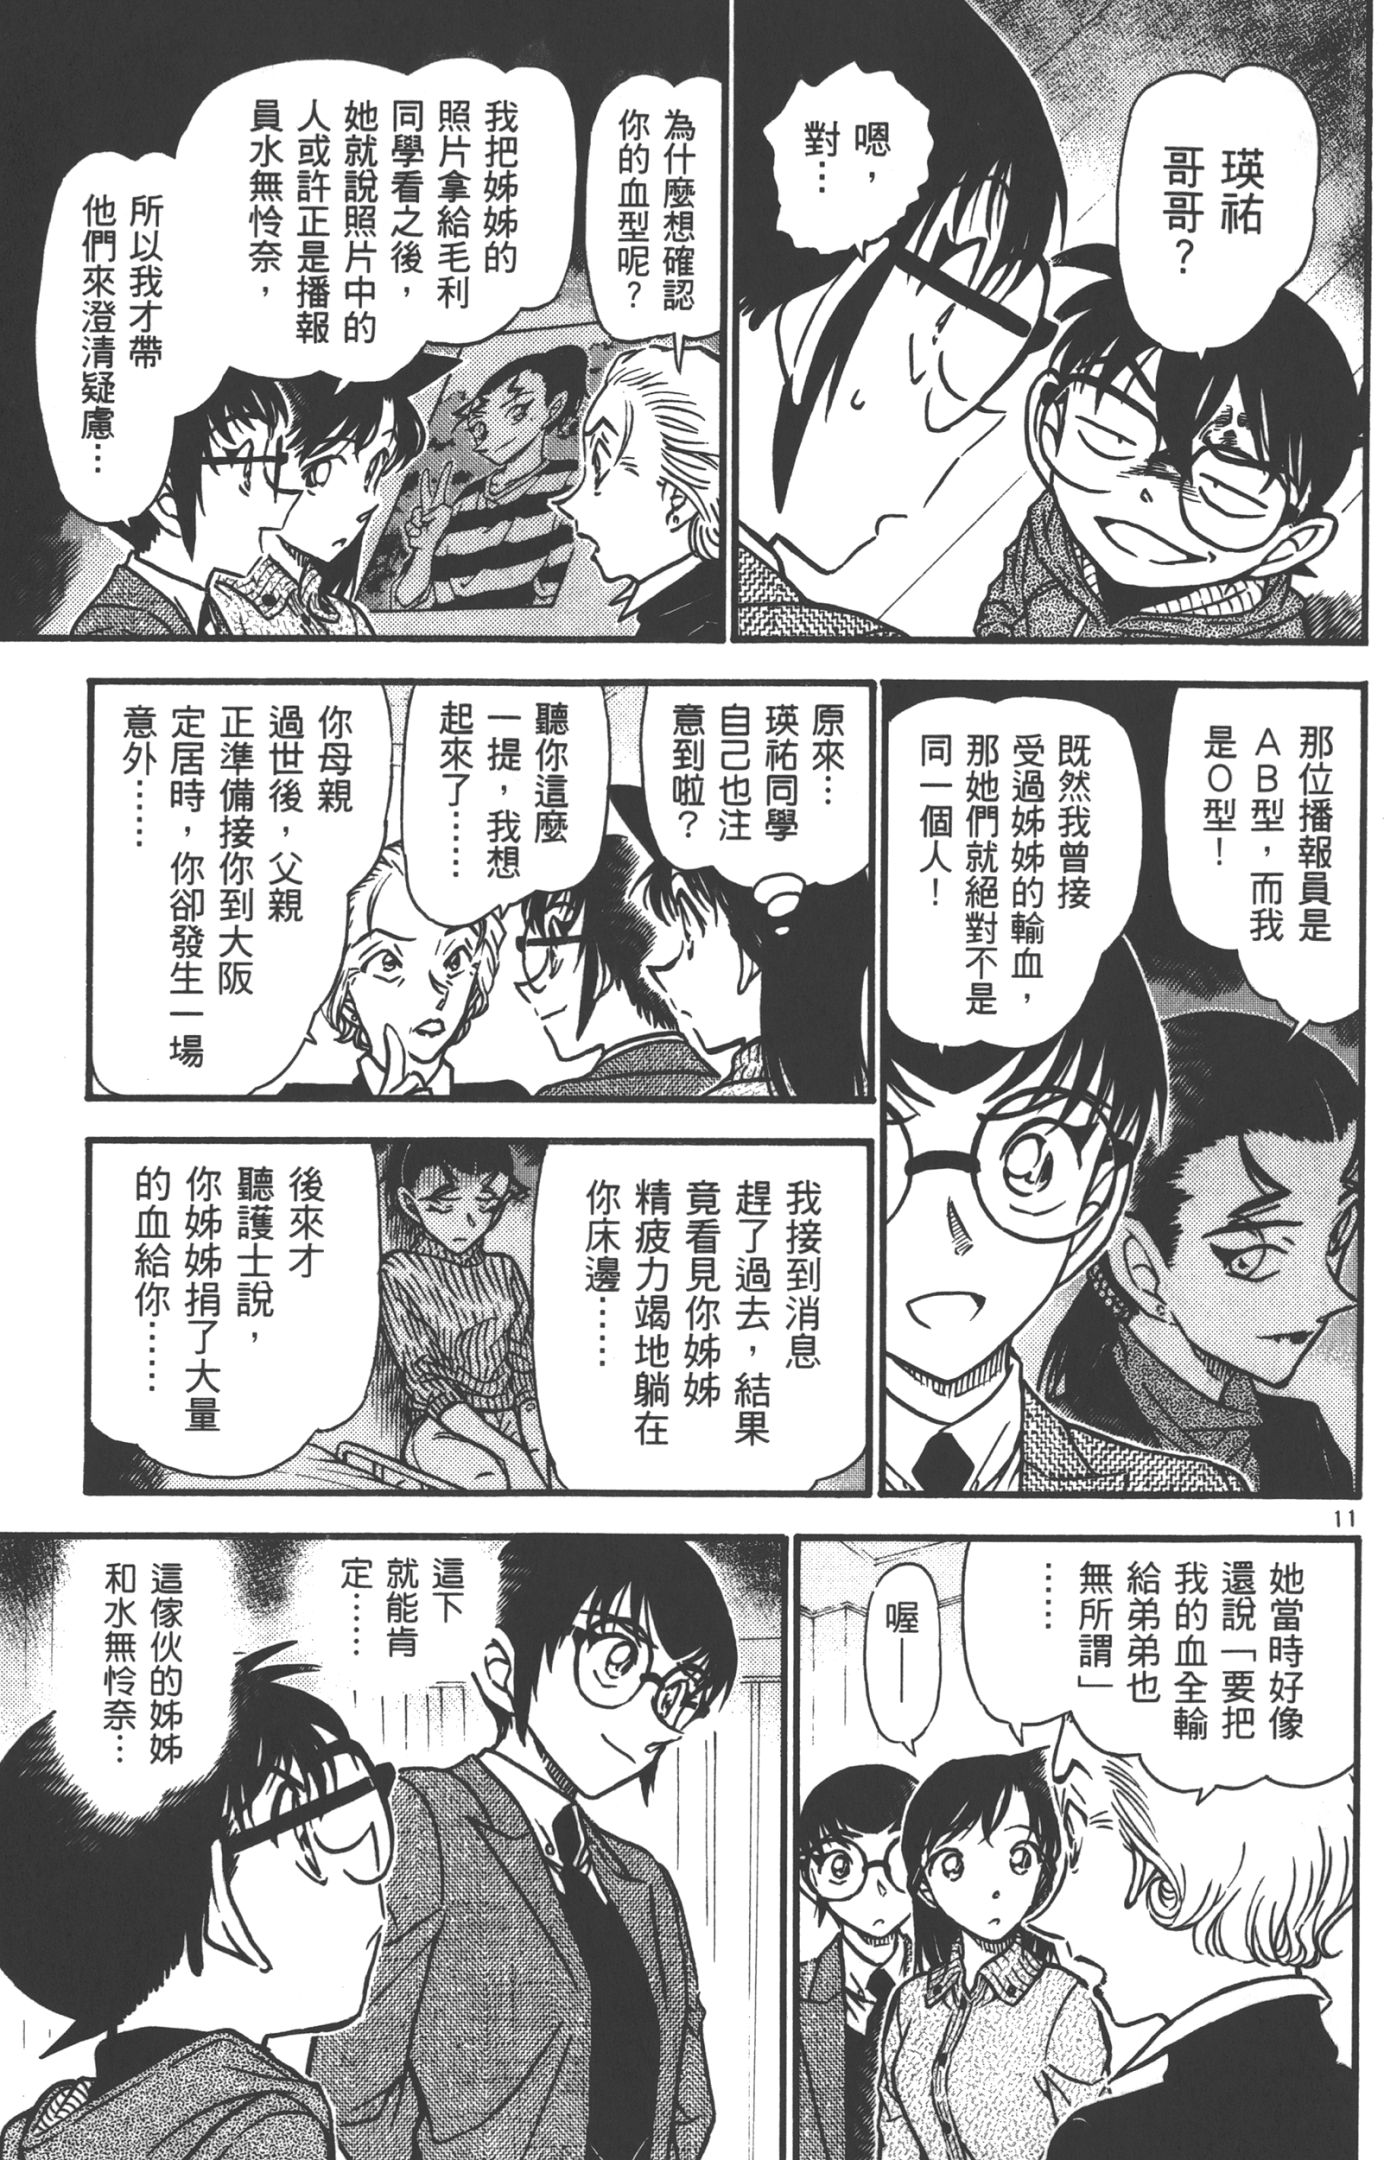 瑛祐
哥哥？
嗯，
對…
為什麼想確認
你的血型呢？
我把姊姊的
照片拿給毛利
同學看之後，
她就說照片中的
人或許正是播報
員水無怜奈，
所以我才帶
他們來澄清疑慮…
那位播報員是
ＡＢ型，而我
是Ｏ型！
既然我曾接
受過姊姊的輸血，
那她們就絕對不是
同一個人！
原來…
瑛祐同學
自己也注
意到啦？
聽你這麼
一提，我想
起來了……
你母親
過世後，父親
正準備接你到大阪
定居時，你卻發生一場
意外……
我接到消息
趕了過去，結果
竟看見你姊姊
精疲力竭地躺在
你床邊……
後來才
聽護士說，
你姊姊捐了大量
的血給你……
11
她當時好像
還說「要把
我的血全輸
給弟弟也
無所謂」
……
喔──
這下
就能肯
定……
這傢伙的姊姊
和水無怜奈…